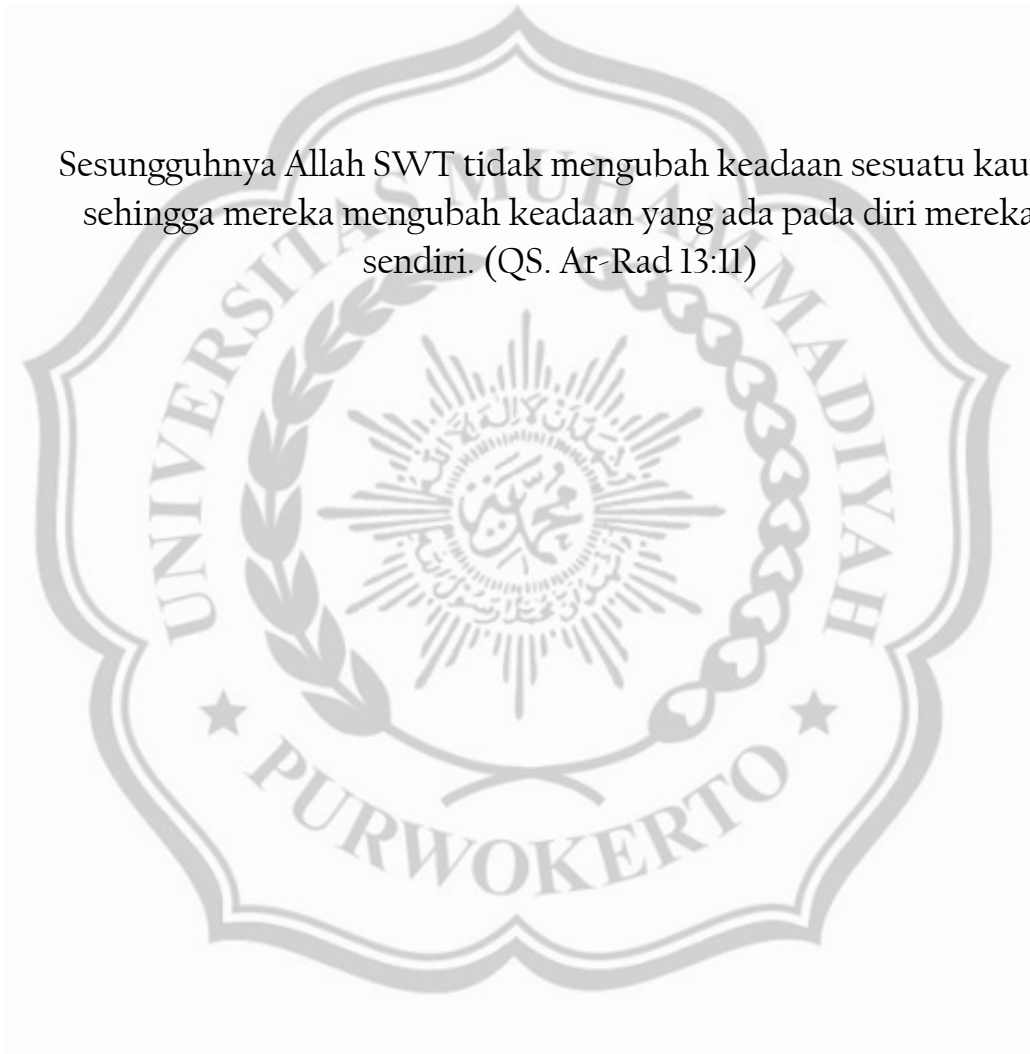 Sesungguhnya Allah SWT tidak mengubah keadaan sesuatu kau
sehingga mereka mengubah keadaan yang ada pada diri mereka
sendiri. (QS. Ar-Rad 13:11)
UNIVERSITAS MUHAMMADIYAH
PURWOKERTO